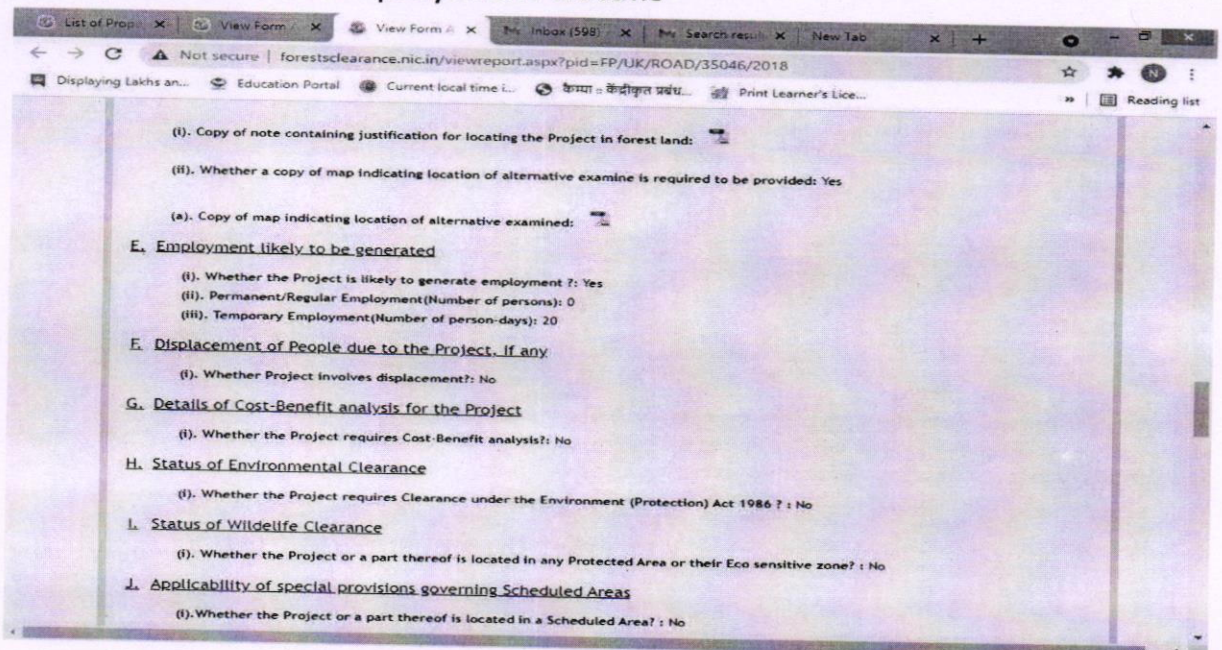 List of Prop
View Form
View Form A
Inbox (598)
Search resul
New Tab
Not secure | forestsclearance.nic.in/viewreport.aspx?pid=FP/UK/ROAD/35046/2018
Displaying Lakhs an...
Education Portal
Current local time i...
कैम्पा :: केंद्रीकृत प्रबंध...
Print Learner's Lice...
» Reading list
N
(i). Copy of note containing justification for locating the Project in forest land:
(ii). Whether a copy of map indicating location of alternative examine is required to be provided: Yes
(a). Copy of map indicating location of alternative examined:
E. Employment likely to be generated
(i). Whether the Project is likely to generate employment ?: Yes
(ii). Permanent/Regular Employment(Number of persons): 0
(iii). Temporary Employment(Number of person-days): 20
F. Displacement of People due to the Project, if any
(i). Whether Project involves displacement?: No
G. Details of Cost-Benefit analysis for the Project
(i). Whether the Project requires Cost-Benefit analysis?: No
H. Status of Environmental Clearance
(i). Whether the Project requires Clearance under the Environment (Protection) Act 1986 ? : No
I. Status of Wildelife Clearance
(i). Whether the Project or a part thereof is located in any Protected Area or their Eco sensitive zone? : No
J. Applicability of special provisions governing Scheduled Areas
(i).Whether the Project or a part thereof is located in a Scheduled Area? : No